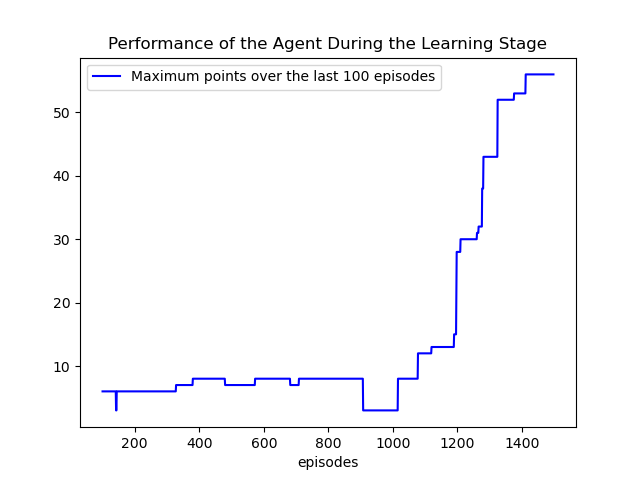 Performance of the Agent During the Learning Stage
Maximum points over the last 100 episodes
50
40
30
20
10
200 400 600 800 1000 1200 1400
episodes